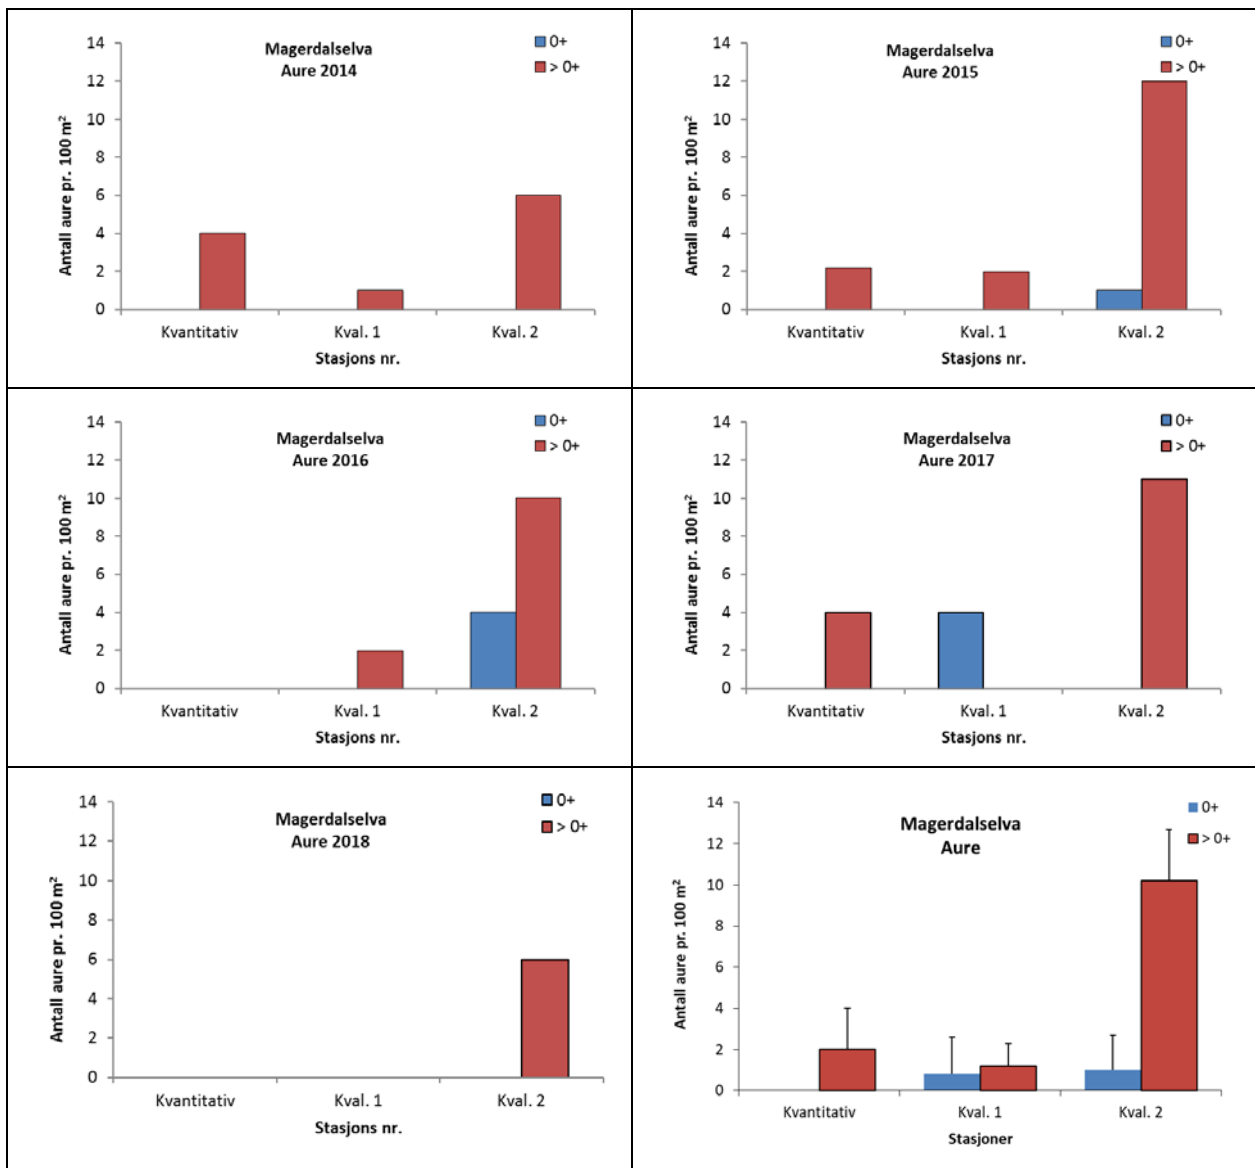 Magerdalselva
Aure 2014
0+
> 0+
Antall aure pr. 100 m²
14
12
10
8
6
4
2
0
Kvantitativ
Kval. 1
Kval. 2
Stasjons nr.
Magerdalselva
Aure 2015
0+
> 0+
Antall aure pr. 100 m²
14
12
10
8
6
4
2
0
Kvantitativ
Kval. 1
Kval. 2
Stasjons nr.
Magerdalselva
Aure 2016
0+
> 0+
Antall aure pr. 100 m²
14
12
10
8
6
4
2
0
Kvantitativ
Kval. 1
Kval. 2
Stasjons nr.
Magerdalselva
Aure 2017
0+
> 0+
Antall aure pr. 100 m²
14
12
10
8
6
4
2
0
Kvantitativ
Kval. 1
Kval. 2
Stasjons nr.
Magerdalselva
Aure 2018
0+
> 0+
Antall aure pr. 100 m²
14
12
10
8
6
4
2
0
Kvantitativ
Kval. 1
Kval. 2
Stasjons nr.
Magerdalselva
Aure
0+
> 0+
Antall aure pr. 100 m²
14
12
10
8
6
4
2
0
Kvantitativ
Kval. 1
Kval. 2
Stasjoner